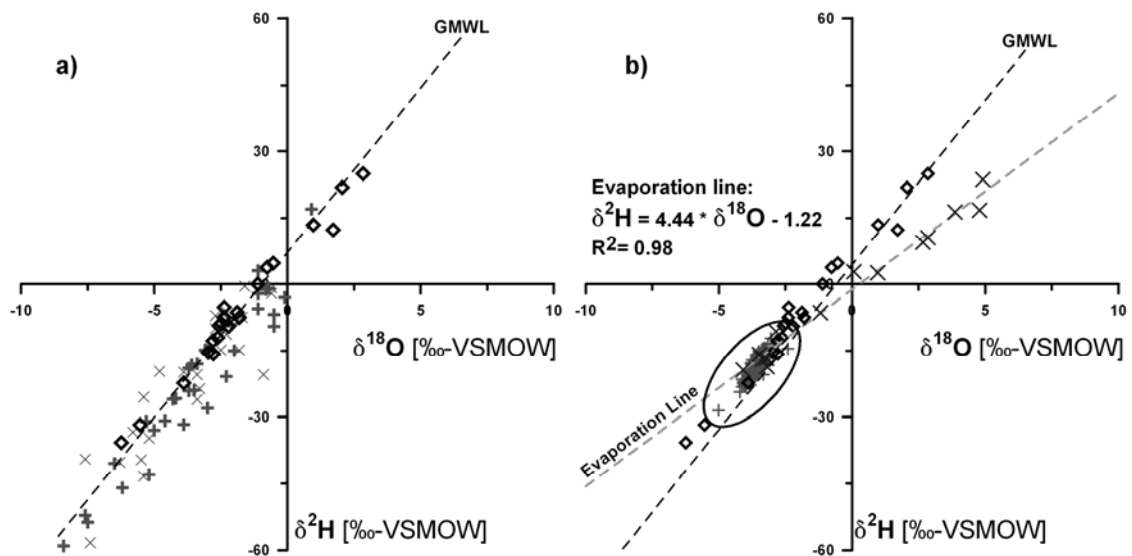 60
60
GMWL
GMWL
a)
b)
30
30
Evaporation line:
δ²H = 4.44 * δ¹⁸O - 1.22
R²= 0.98
0
0
-10
-5
5
10
-10
-5
5
10
δ¹⁸O [‰-VSMOW]
δ¹⁸O [‰-VSMOW]
-30
-30
Evaporation Line
δ²H [‰-VSMOW]
δ²H [‰-VSMOW]
-60
-60